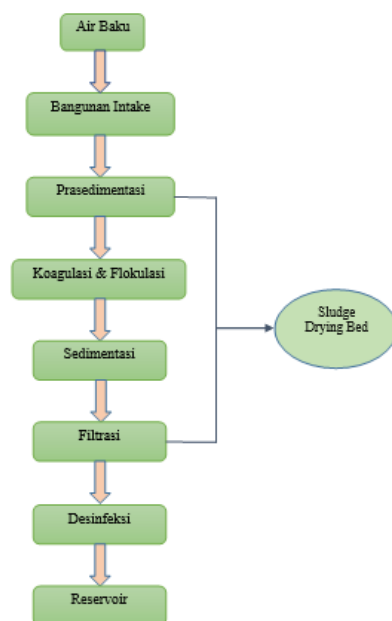 Air Baku
Bangunan Intake
Prasedimentasi
Koagulasi & Flokulasi
Sludge
Drying Bed
Sedimentasi
Filtrasi
Desinfeksi
Reservoir